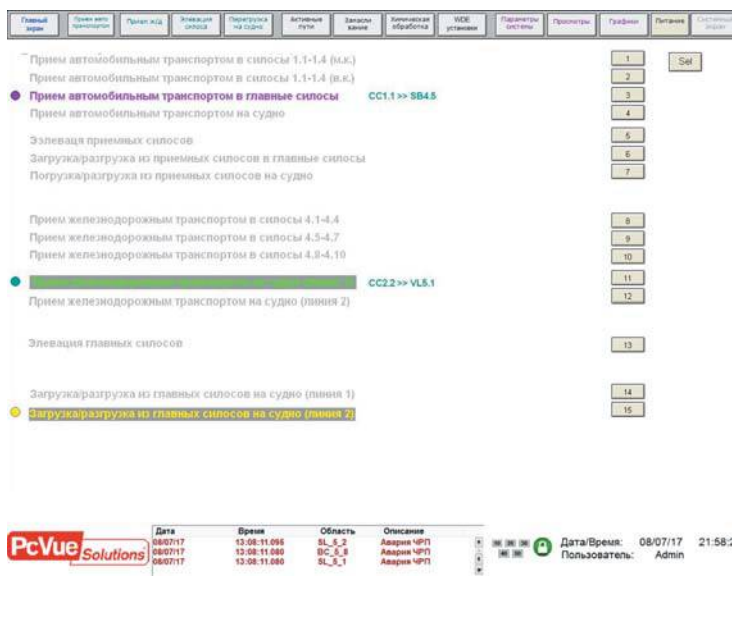 Главный экран
Прием авто транспортом
Прием ж/д
Элевация силоса
Перегрузка на судно
Активные пути
Запасли вание
Химическая обработка
WDE установки
Параметры системы
Просмотры
Графики
Питание
Системный экран
Прием автомобильным транспортом в силосы 1.1-1.4 (м.к.) 1 Sel
Прием автомобильным транспортом в силосы 1.1-1.4 (в.к.) 2
Прием автомобильным транспортом в главные силосы CC1.1 >> SB4.5 3
Прием автомобильным транспортом на судно 4
Ээлеваця приемных силосов 5
Загрузка/разгрузка из приемных силосов в главные силосы 6
Погрузка/разгрузка из приемных силосов на судно 7
Прием железнодорожным транспортом в силосы 4.1-4.4 8
Прием железнодорожным транспортом в силосы 4.5-4.7 9
Прием железнодорожным транспортом в силосы 4.8-4.10 10
CC2.2 >> VL5.1 11
Прием железнодорожным транспортом на судно (линия 2) 12
Элевация главных силосов 13
Загрузка/разгрузка из главных силосов на судно (линия 1) 14
Загрузка/разгрузка из главных силосов на судно (линия 2) 15
PcVue Solutions
Дата Время Область Описание
08/07/17 13:08:11.095 SL_5_2 Авария ЧРП
08/07/17 13:08:11.080 BC_5_8 Авария ЧРП
08/07/17 13:08:11.080 SL_5_1 Авария ЧРП
Дата/Время: 08/07/17 21:58:2
Пользователь: Admin